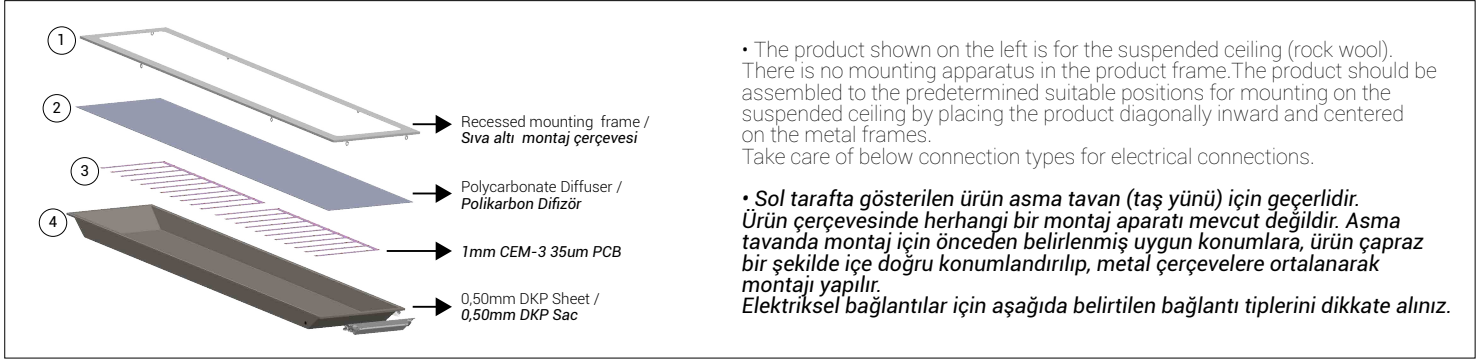 1
2
3
4
Recessed mounting frame /
Sıva altı montaj çerçevesi
Polycarbonate Diffuser /
Polikarbon Difizör
1mm CEM-3 35um PCB
0,50mm DKP Sheet /
0,50mm DKP Sac
• The product shown on the left is for the suspended ceiling (rock wool).
There is no mounting apparatus in the product frame.The product should be
assembled to the predetermined suitable positions for mounting on the
suspended ceiling by placing the product diagonally inward and centered
on the metal frames.
Take care of below connection types for electrical connections.
• Sol tarafta gösterilen ürün asma tavan (taş yünü) için geçerlidir.
Ürün çerçevesinde herhangi bir montaj aparatı mevcut değildir. Asma
tavanda montaj için önceden belirlenmiş uygun konumlara, ürün çapraz
bir şekilde içe doğru konumlandırılıp, metal çerçevelere ortalanarak
montajı yapılır.
Elektriksel bağlantılar için aşağıda belirtilen bağlantı tiplerini dikkate alınız.